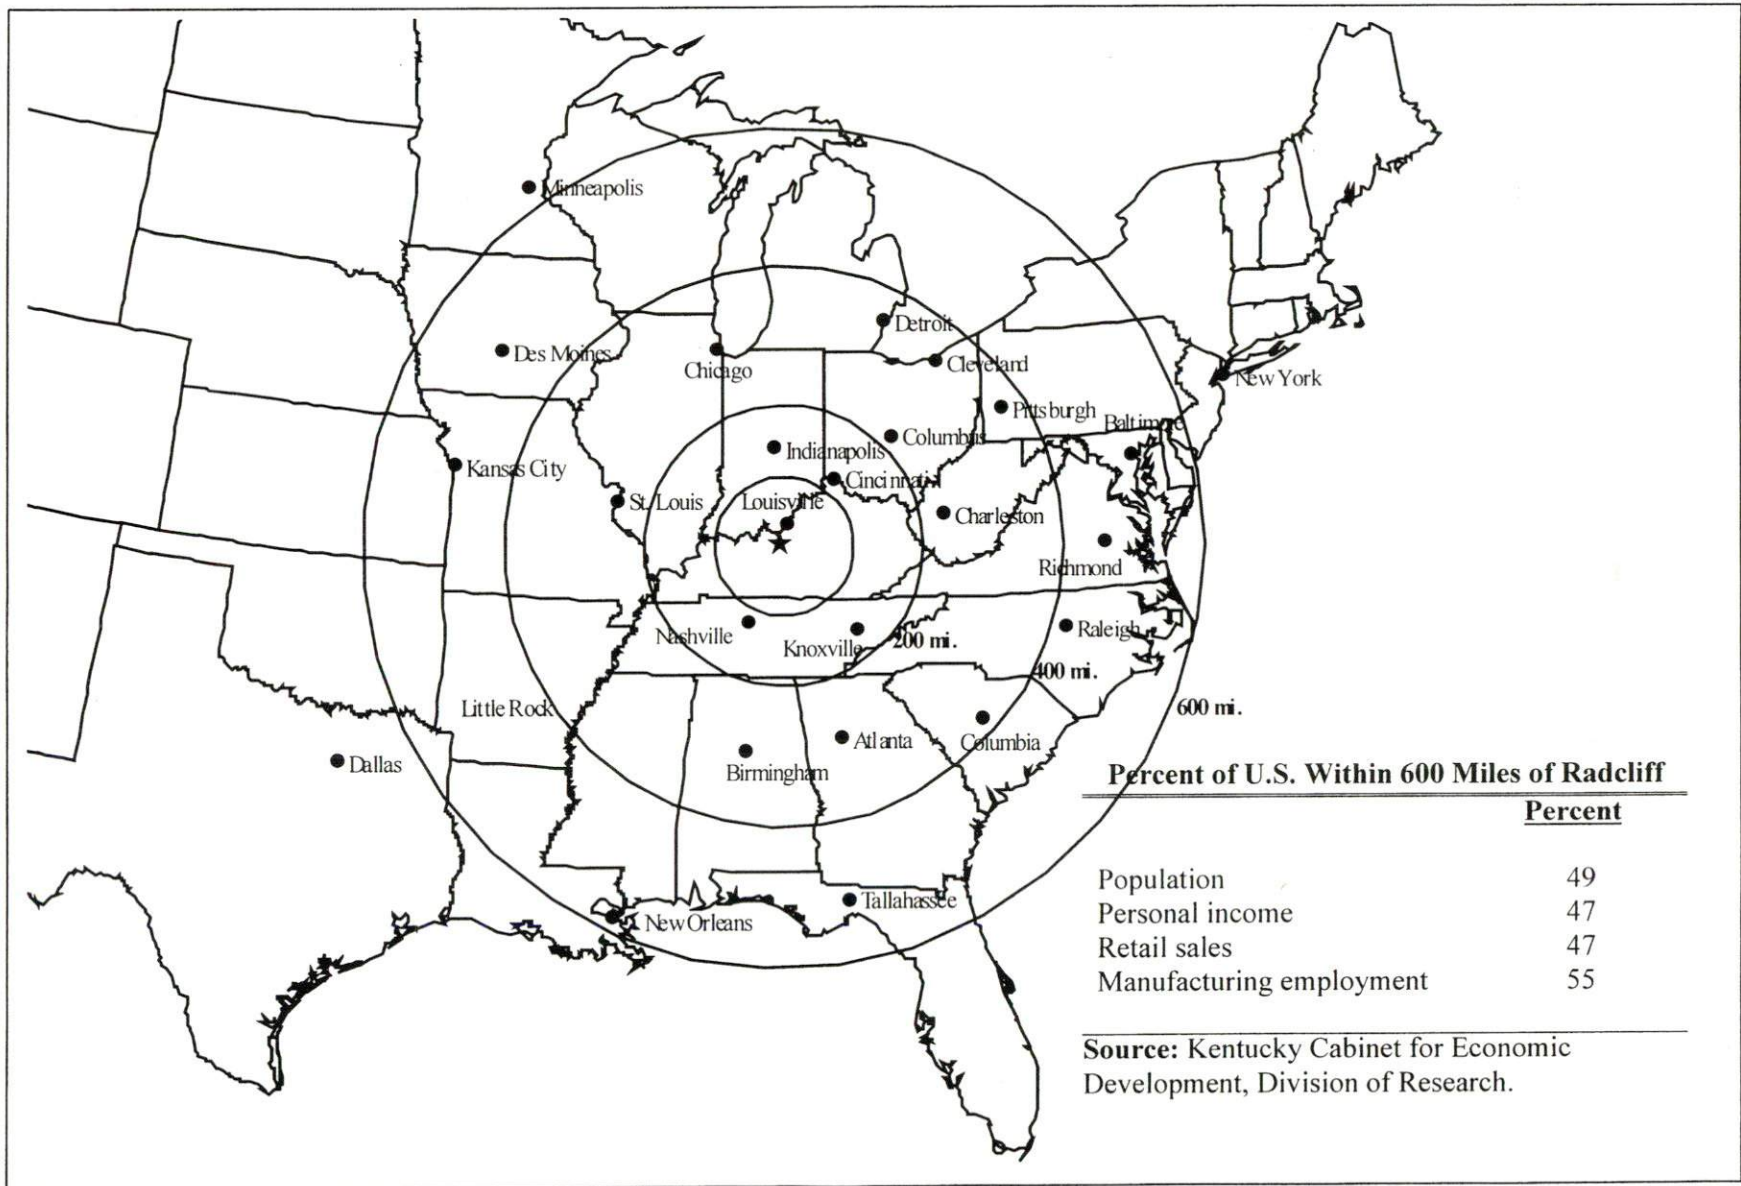 Minneapolis
Detroit
Des Moines
Chicago
Cleveland
New York
Pittsburgh
Baltimore
Columbus
Indianapolis
Kansas City
Cincinnati
St. Louis
Louisville
Charleston
Richmond
Nashville
Knoxville
200 mi.
Raleigh
400 mi.
Little Rock
600 mi.
Atlanta
Columbia
Dallas
Birmingham
Percent of U.S. Within 600 Miles of Radcliff
Percent
Population 49
Tallahassee
Personal income 47
New Orleans
Retail sales 47
Manufacturing employment 55
Source: Kentucky Cabinet for Economic
Development, Division of Research.